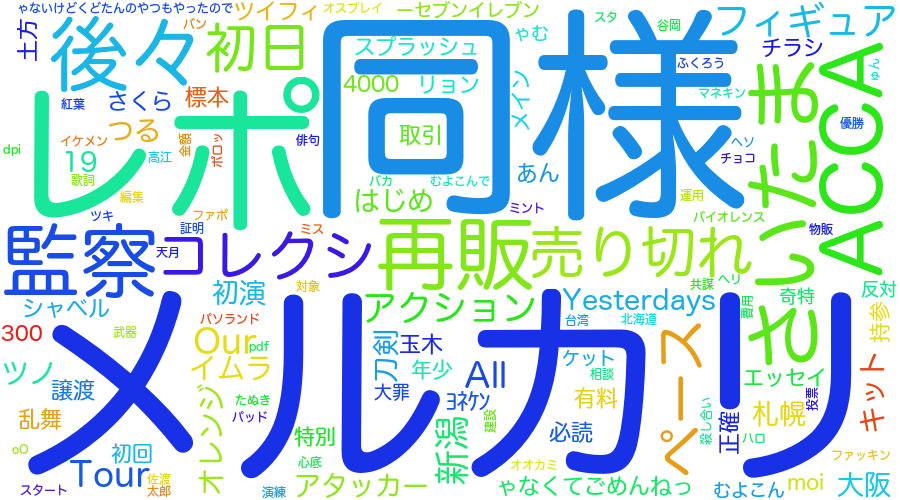 ゃないけどくどたんのやつもやったので
ツイフィ
オスプレイ
ーセブンイレブン
スタ
谷岡
フィギュア
土方
後々
バン
初日
スプラッシュ
ゃむ
チラシ
ACCA
ゅん
4000
リョン
メイン
同様
ふくろう
さいたま
マネキン
レポ
紅葉
さくら
標本
取引
優勝
dpi
イケメン
つる
金額
ボロッ
俳句
ヘソ
チョコ
19
高江
歌詞
バカ
むよこんで
あん
編集
はじめ
運用
ツキ
ファボ
ミス
ミント
バイオレンス
証明
物販
監察
天月
コレクシ
再販
売り切れ
共謀
ヘリ
シャベル
初演
対象
アクション
Yesterdays
費用
奇特
反対
300
武器
パソランド
台湾
北海道
持参
Our
pdf
刀剣
玉木
ツノ
イムラ
年少
ケット
相談
ペース
エッセイ
譲渡
たぬき
大罪
All
ﾖﾈｹﾝ
有料
殺し合い
投票
キット
乱舞
バッド
オレンジ
メルカリ
特別
新潟
建設
必読
正確
札幌
ハロ
oO
初回
心底
オオカミ
ファッキン
スタート
Tour
佐渡
太郎
演練
アタッカー
ゃなくてごめんねっ
むよこん
moi
大阪